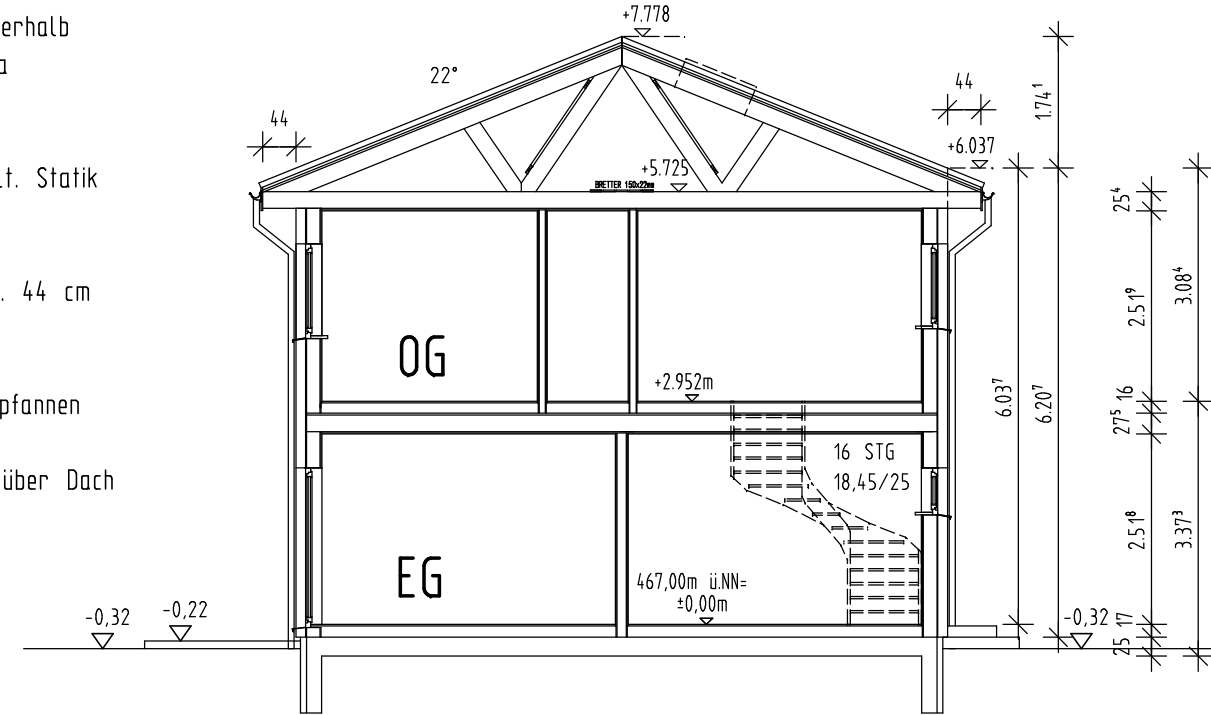 erhalb
+7.778
a
22°
44
44
1.74¹
+6.037
+5.725
t. Statik
BRETTER 150x22mm
25⁴
. 44 cm
2.51⁹
3.08⁴
OG
+2.952m
pfannen
6.03⁷
6.20⁷
16
27⁵
16 STG
18,45/25
über Dach
2.51⁸
3.37³
EG
467,00m ü.NN=
±0,00m
-0,32
-0,22
-0,32
17
25